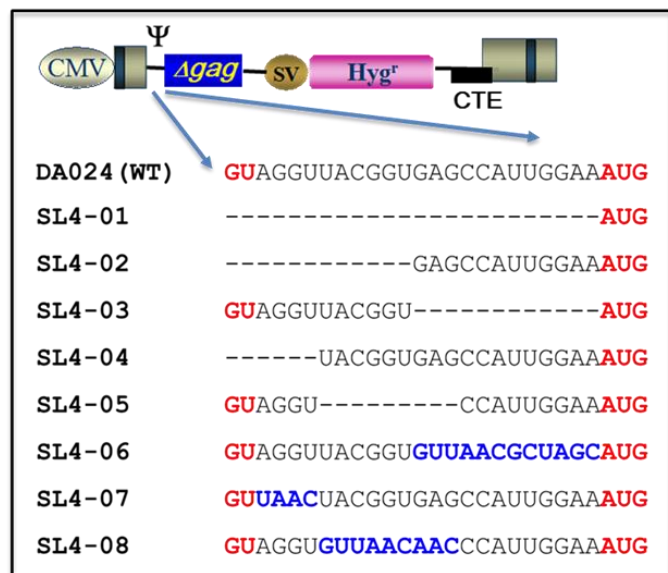 Ψ
CMV Δgag SV Hygʳ
CTE
DA024(WT) GUAGGUUACGGUGAGCCAUUGGAAAUG
SL4-01 ------------------------AUG
SL4-02 ------------GAGCCAUUGGAAAUG
SL4-03 GUAGGUUACGGU------------AUG
SL4-04 ------UACGGUGAGCCAUUGGAAAUG
SL4-05 GUAGGU---------CCAUUGGAAAUG
SL4-06 GUAGGUUACGGUGUUAACGCUAGCAUG
SL4-07 GUUAACUACGGUGAGCCAUUGGAAAUG
SL4-08 GUAGGUGUUAACAACCCAUUGGAAAUG